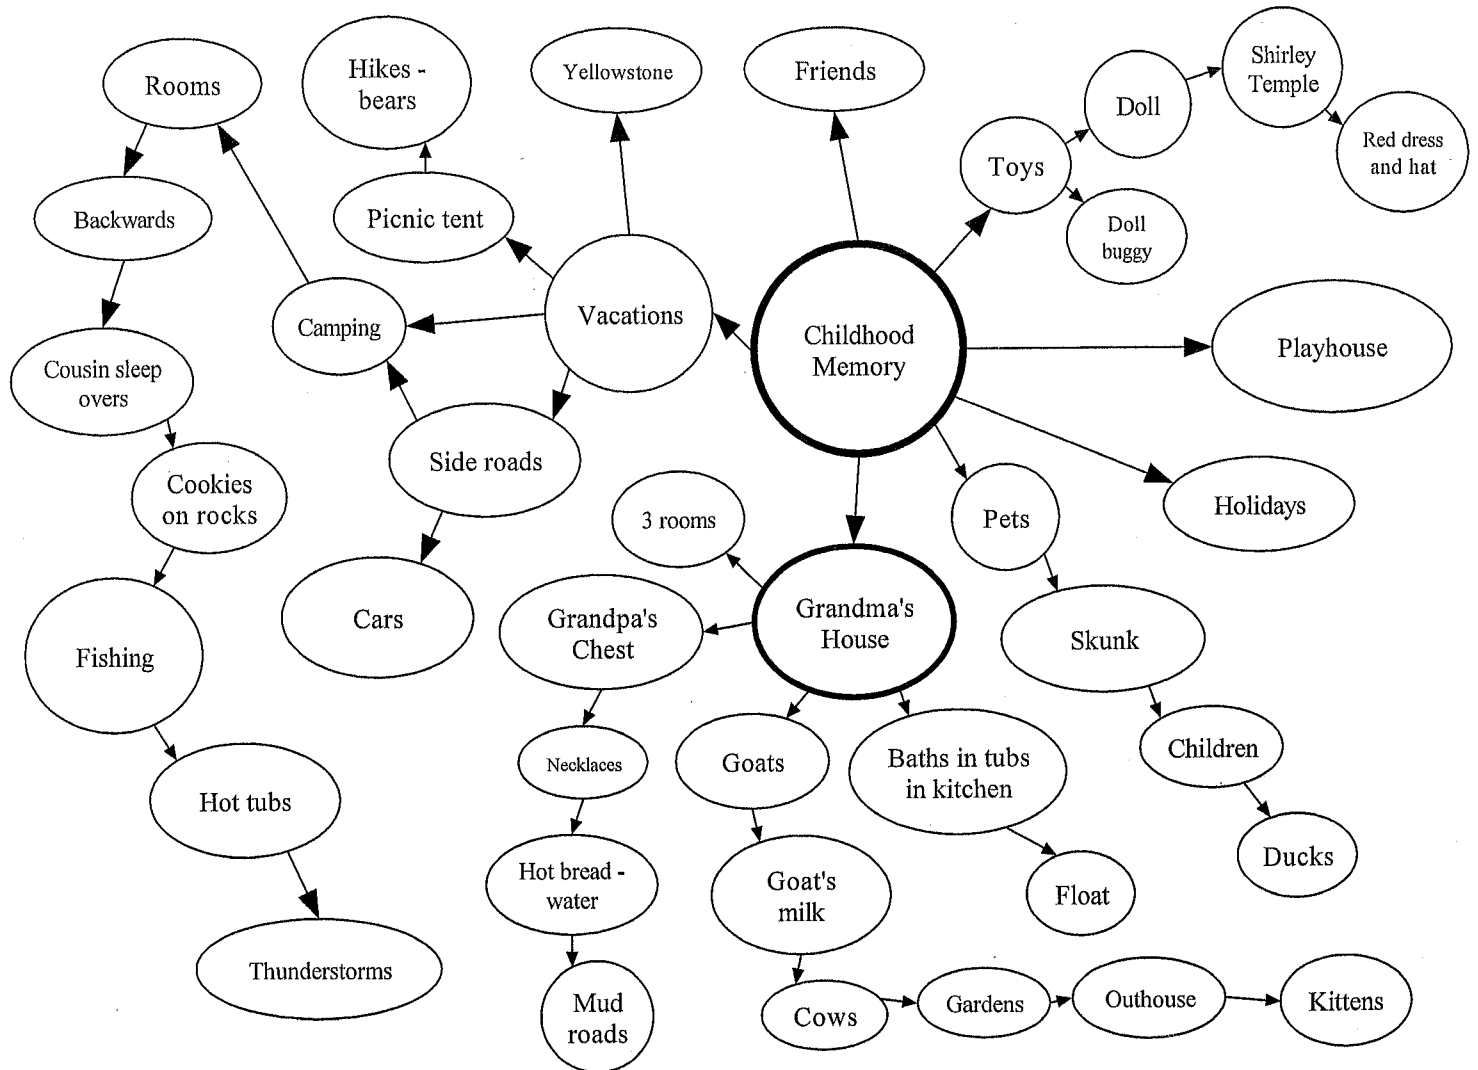 Rooms
Hikes -
bears
Yellowstone
Friends
Shirley
Temple
Doll
Red dress
and hat
Toys
Doll
buggy
Backwards
Picnic tent
Vacations
Camping
Childhood
Memory
Playhouse
Cousin sleep
overs
Side roads
Cookies
on rocks
Holidays
Pets
3 rooms
Cars
Grandpa's
Chest
Grandma's
House
Skunk
Fishing
Children
Necklaces
Goats
Baths in tubs
in kitchen
Hot tubs
Ducks
Hot bread -
water
Goat's
milk
Float
Thunderstorms
Mud
roads
Cows
Gardens
Outhouse
Kittens